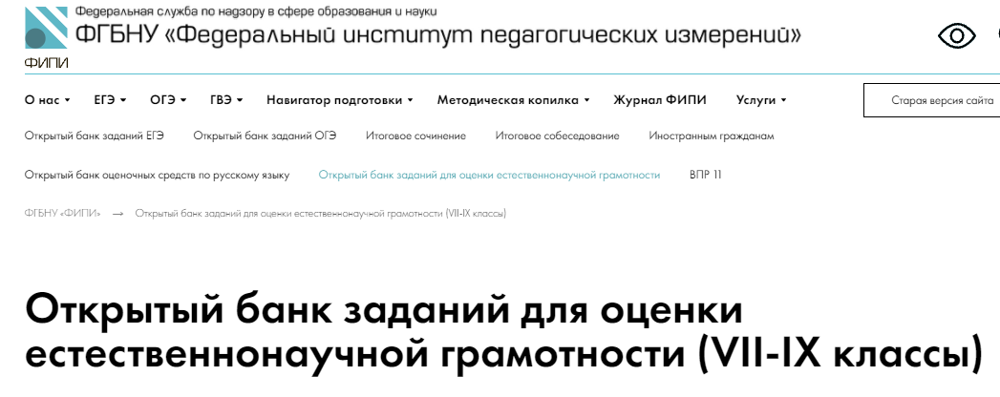 Федеральная служба по надзору в сфере образования и науки
ФГБНУ «Федеральный институт педагогических измерений»
ФИПИ
О нас ЕГЭ ОГЭ ГВЭ Навигатор подготовки Методическая копилка Журнал ФИПИ Услуги Старая версия сайта
Открытый банк заданий ЕГЭ Открытый банк заданий ОГЭ Итоговое сочинение Итоговое собеседование Иностранным гражданам
Открытый банк оценочных средств по русскому языку Открытый банк заданий для оценки естественнонаучной грамотности ВПР 11
ФГБНУ «ФИПИ» → Открытый банк заданий для оценки естественнонаучной грамотности (VII-IX классы)
Открытый банк заданий для оценки
естественнонаучной грамотности (VII-IX классы)